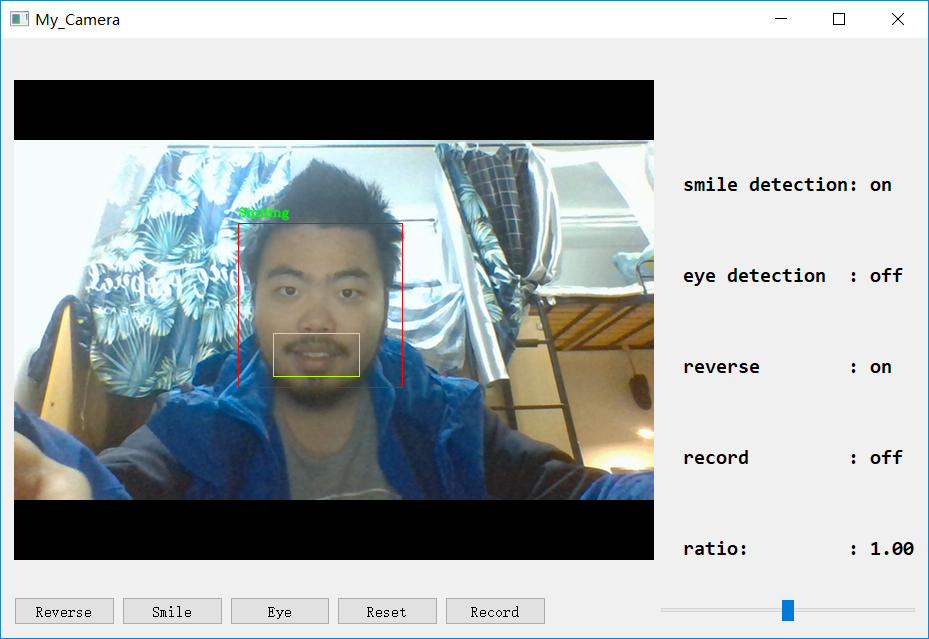 My_Camera
Smiling
smile detection: on
eye detection : off
reverse : on
record : off
ratio: : 1.00
Reverse
Smile
Eye
Reset
Record